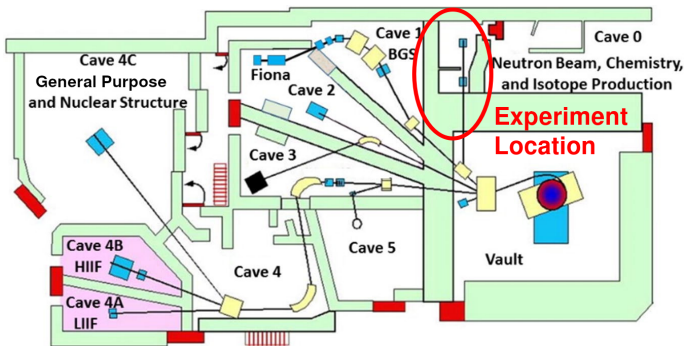 Cave 4C
General Purpose
and Nuclear Structure
Fiona
Cave 1
BGS
Cave 2
Cave 3
Cave 0
Neutron Beam, Chemistry,
and Isotope Production
Experiment
Location
Cave 4B
HIIF
Cave 4A
LIIF
Cave 4
Cave 5
Vault